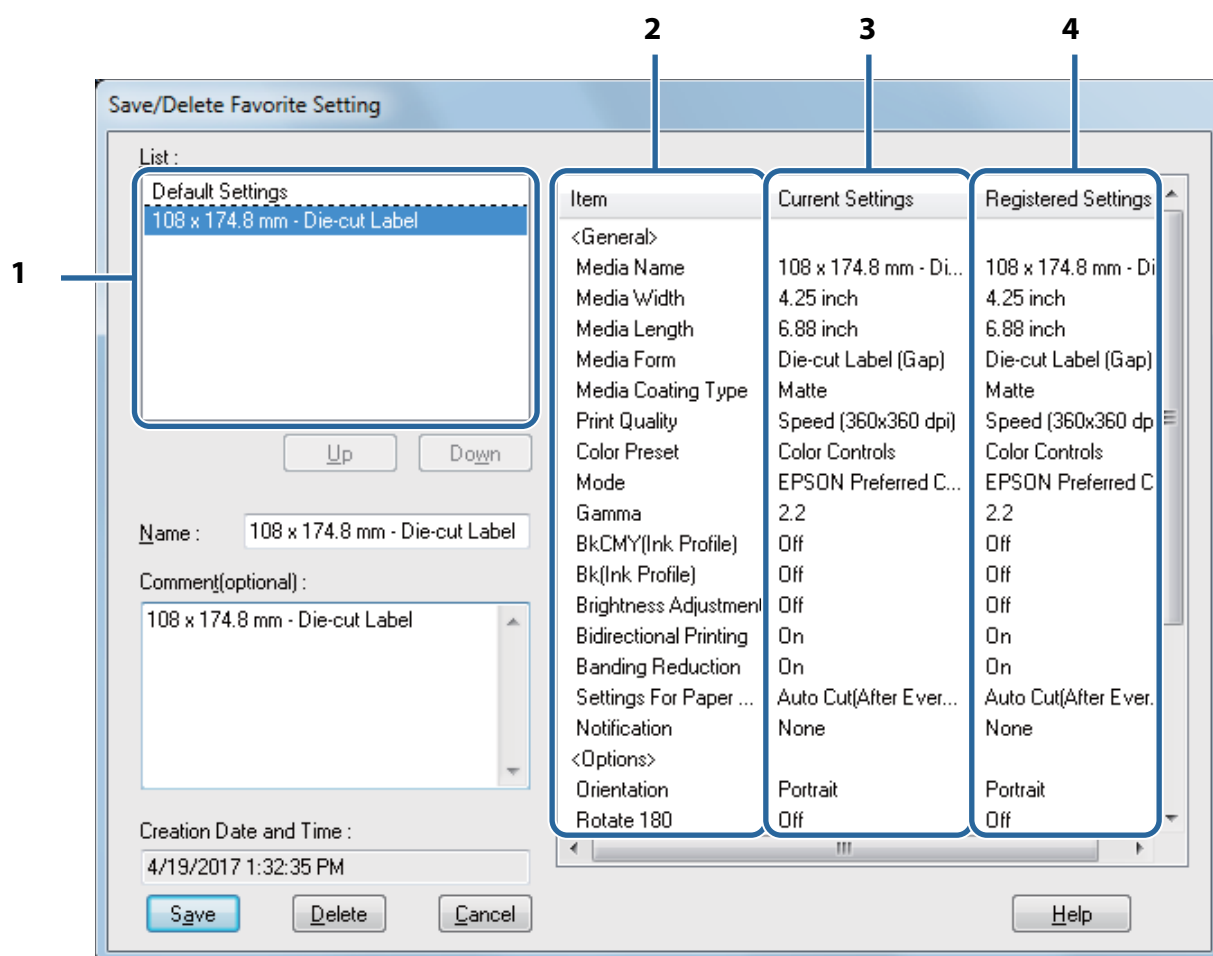 2 3 4
Save/Delete Favorite Setting
List :
1
Default Settings
108 x 174.8 mm - Die-cut Label
Up Down
Name : 108 x 174.8 mm - Die-cut Label
Comment(optional) :
108 x 174.8 mm - Die-cut Label
Creation Date and Time :
4/19/2017 1:32:35 PM
Save Delete Cancel
Item Current Settings Registered Settings
<General>
Media Name 108 x 174.8 mm - Di... 108 x 174.8 mm - Di
Media Width 4.25 inch 4.25 inch
Media Length 6.88 inch 6.88 inch
Media Form Die-cut Label (Gap) Die-cut Label (Gap)
Media Coating Type Matte Matte
Print Quality Speed (360x360 dpi) Speed (360x360 dp
Color Preset Color Controls Color Controls
Mode EPSON Preferred C... EPSON Preferred C
Gamma 2.2 2.2
BkCMY(Ink Profile) Off Off
Bk(Ink Profile) Off Off
Brightness Adjustment Off Off
Bidirectional Printing On On
Banding Reduction On On
Settings For Paper ... Auto Cut(After Ever... Auto Cut(After Ever.
Notification None None
<Options>
Orientation Portrait Portrait
Rotate 180 Off Off
Help